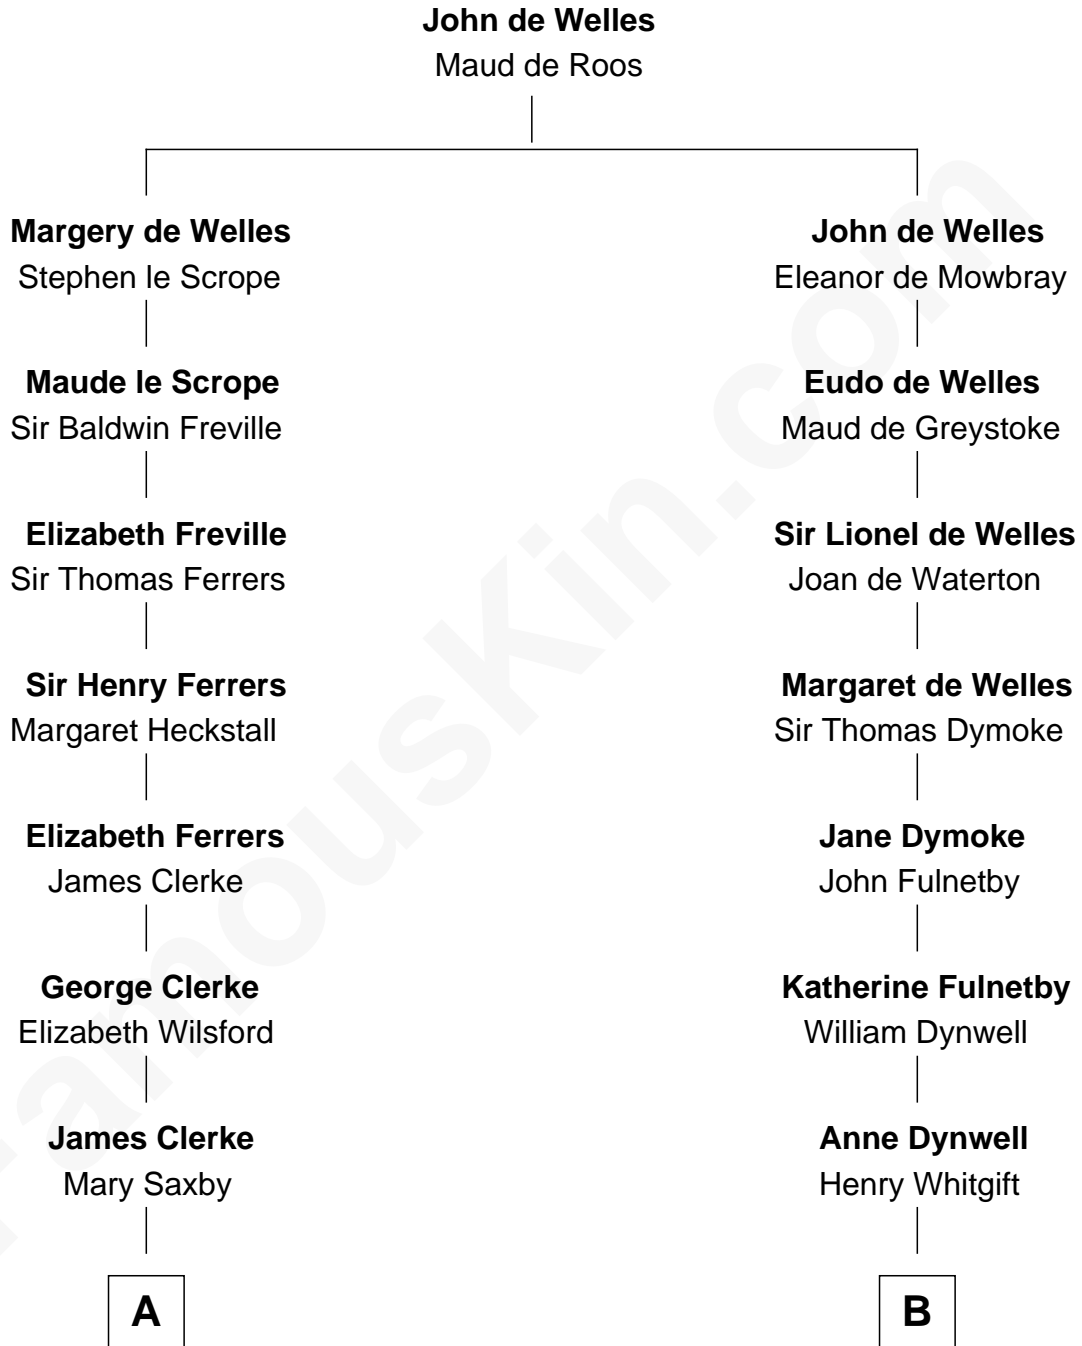 John de Welles
Maud de Roos
Margery de Welles
Stephen le Scrope
John de Welles
Eleanor de Mowbray
Maude le Scrope
Sir Baldwin Freville
Eudo de Welles
Maud de Greystoke
Elizabeth Freville
Sir Thomas Ferrers
Sir Lionel de Welles
Joan de Waterton
Sir Henry Ferrers
Margaret Heckstall
Margaret de Welles
Sir Thomas Dymoke
Elizabeth Ferrers
James Clerke
Jane Dymoke
John Fulnetby
George Clerke
Elizabeth Wilsford
Katherine Fulnetby
William Dynwell
James Clerke
Mary Saxby
Anne Dynwell
Henry Whitgift
A
B
FamousKin.com